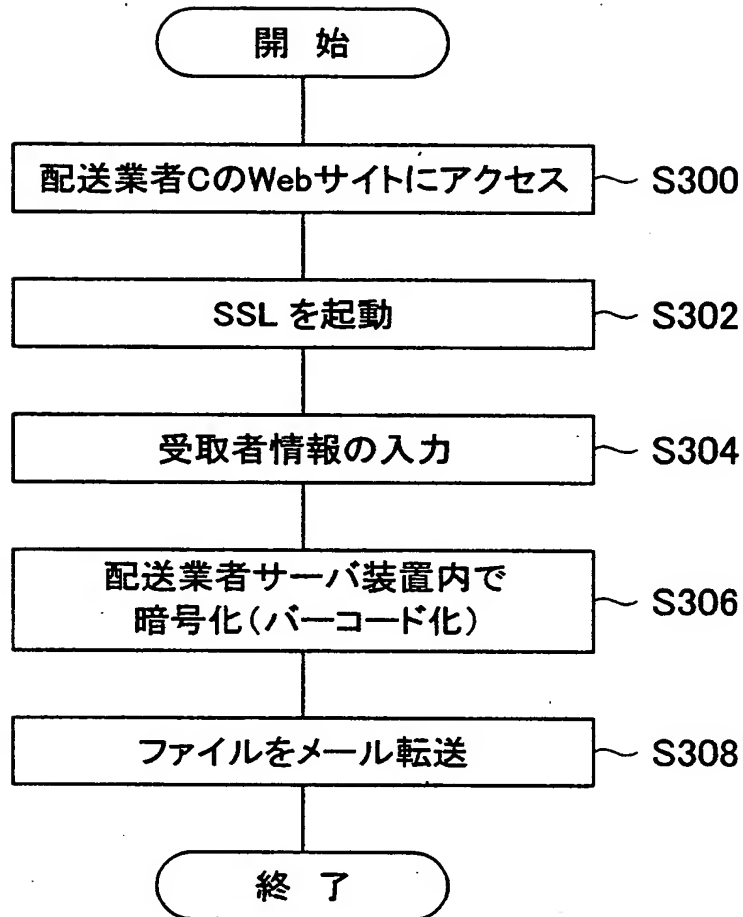 開 始
配送業者CのWebサイトにアクセス
S300
SSL を起動
S302
受取者情報の入力
S304
配送業者サーバ装置内で
暗号化(バーコード化)
S306
ファイルをメール転送
S308
終 了